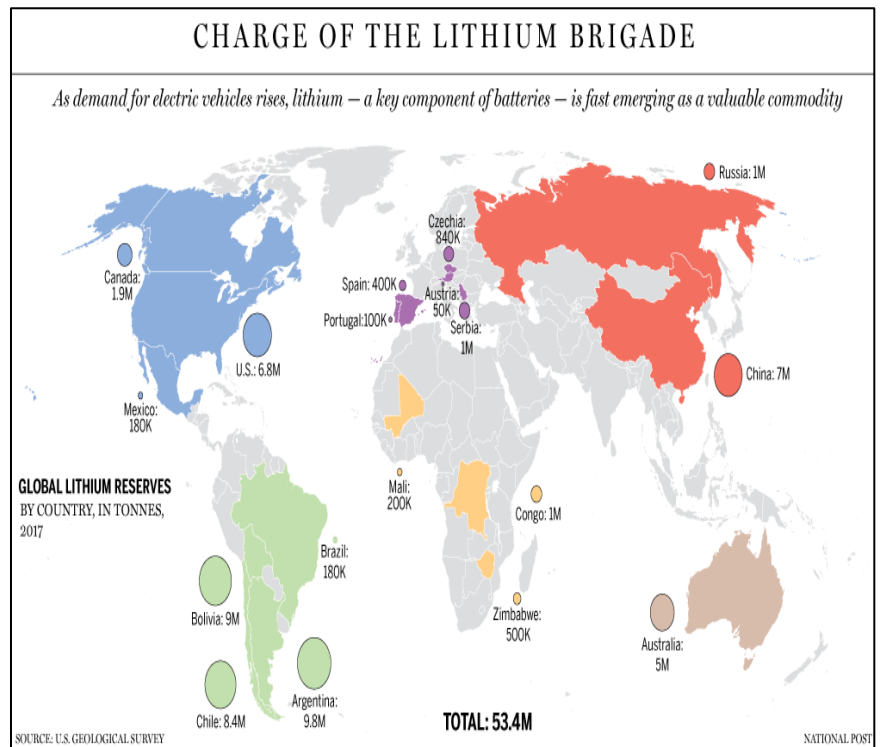 CHARGE OF THE LITHIUM BRIGADE
As demand for electric vehicles rises, lithium — a key component of batteries — is fast emerging as a valuable commodity
Russia: 1M
Czechia:
840K
Canada:
1.9M
Spain: 400K
Austria:
50K
Portugal:100K
Serbia:
1M
U.S.: 6.8M
China: 7M
Mexico:
180K
GLOBAL LITHIUM RESERVES
BY COUNTRY, IN TONNES,
2017
Mali:
200K
Congo: 1M
Brazil:
180K
Bolivia: 9M
Zimbabwe:
500K
Australia:
5M
Argentina:
9.8M
Chile: 8.4M
TOTAL: 53.4M
SOURCE: U.S. GEOLOGICAL SURVEY
NATIONAL POST